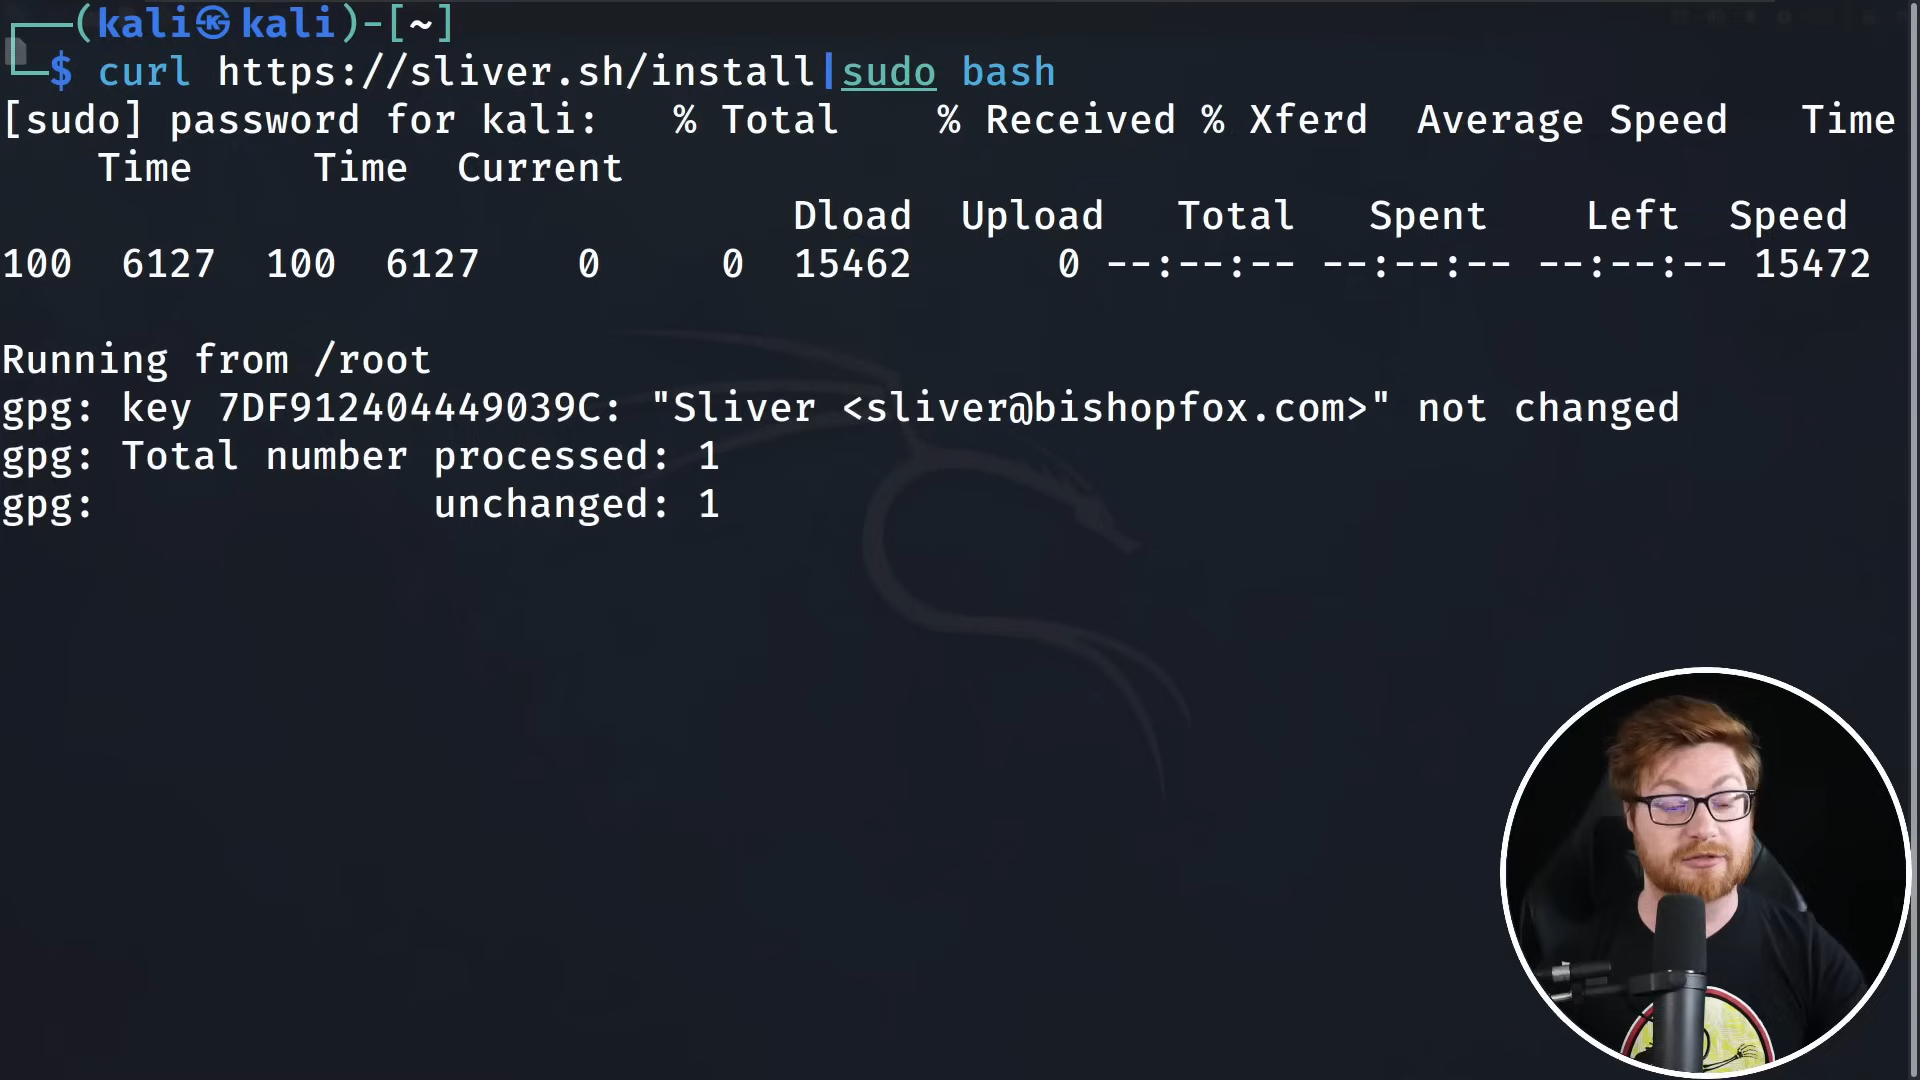 (kali㉿kali)-[~]
$ curl https://sliver.sh/install|sudo bash
[sudo] password for kali:   % Total    % Received % Xferd  Average Speed   Time
    Time     Time  Current
                                 Dload  Upload   Total   Spent    Left  Speed
100  6127  100  6127    0     0  15462      0 --:--:-- --:--:-- --:--:-- 15472
Running from /root
gpg: key 7DF912404449039C: "Sliver <sliver@bishopfox.com>" not changed
gpg: Total number processed: 1
gpg:              unchanged: 1